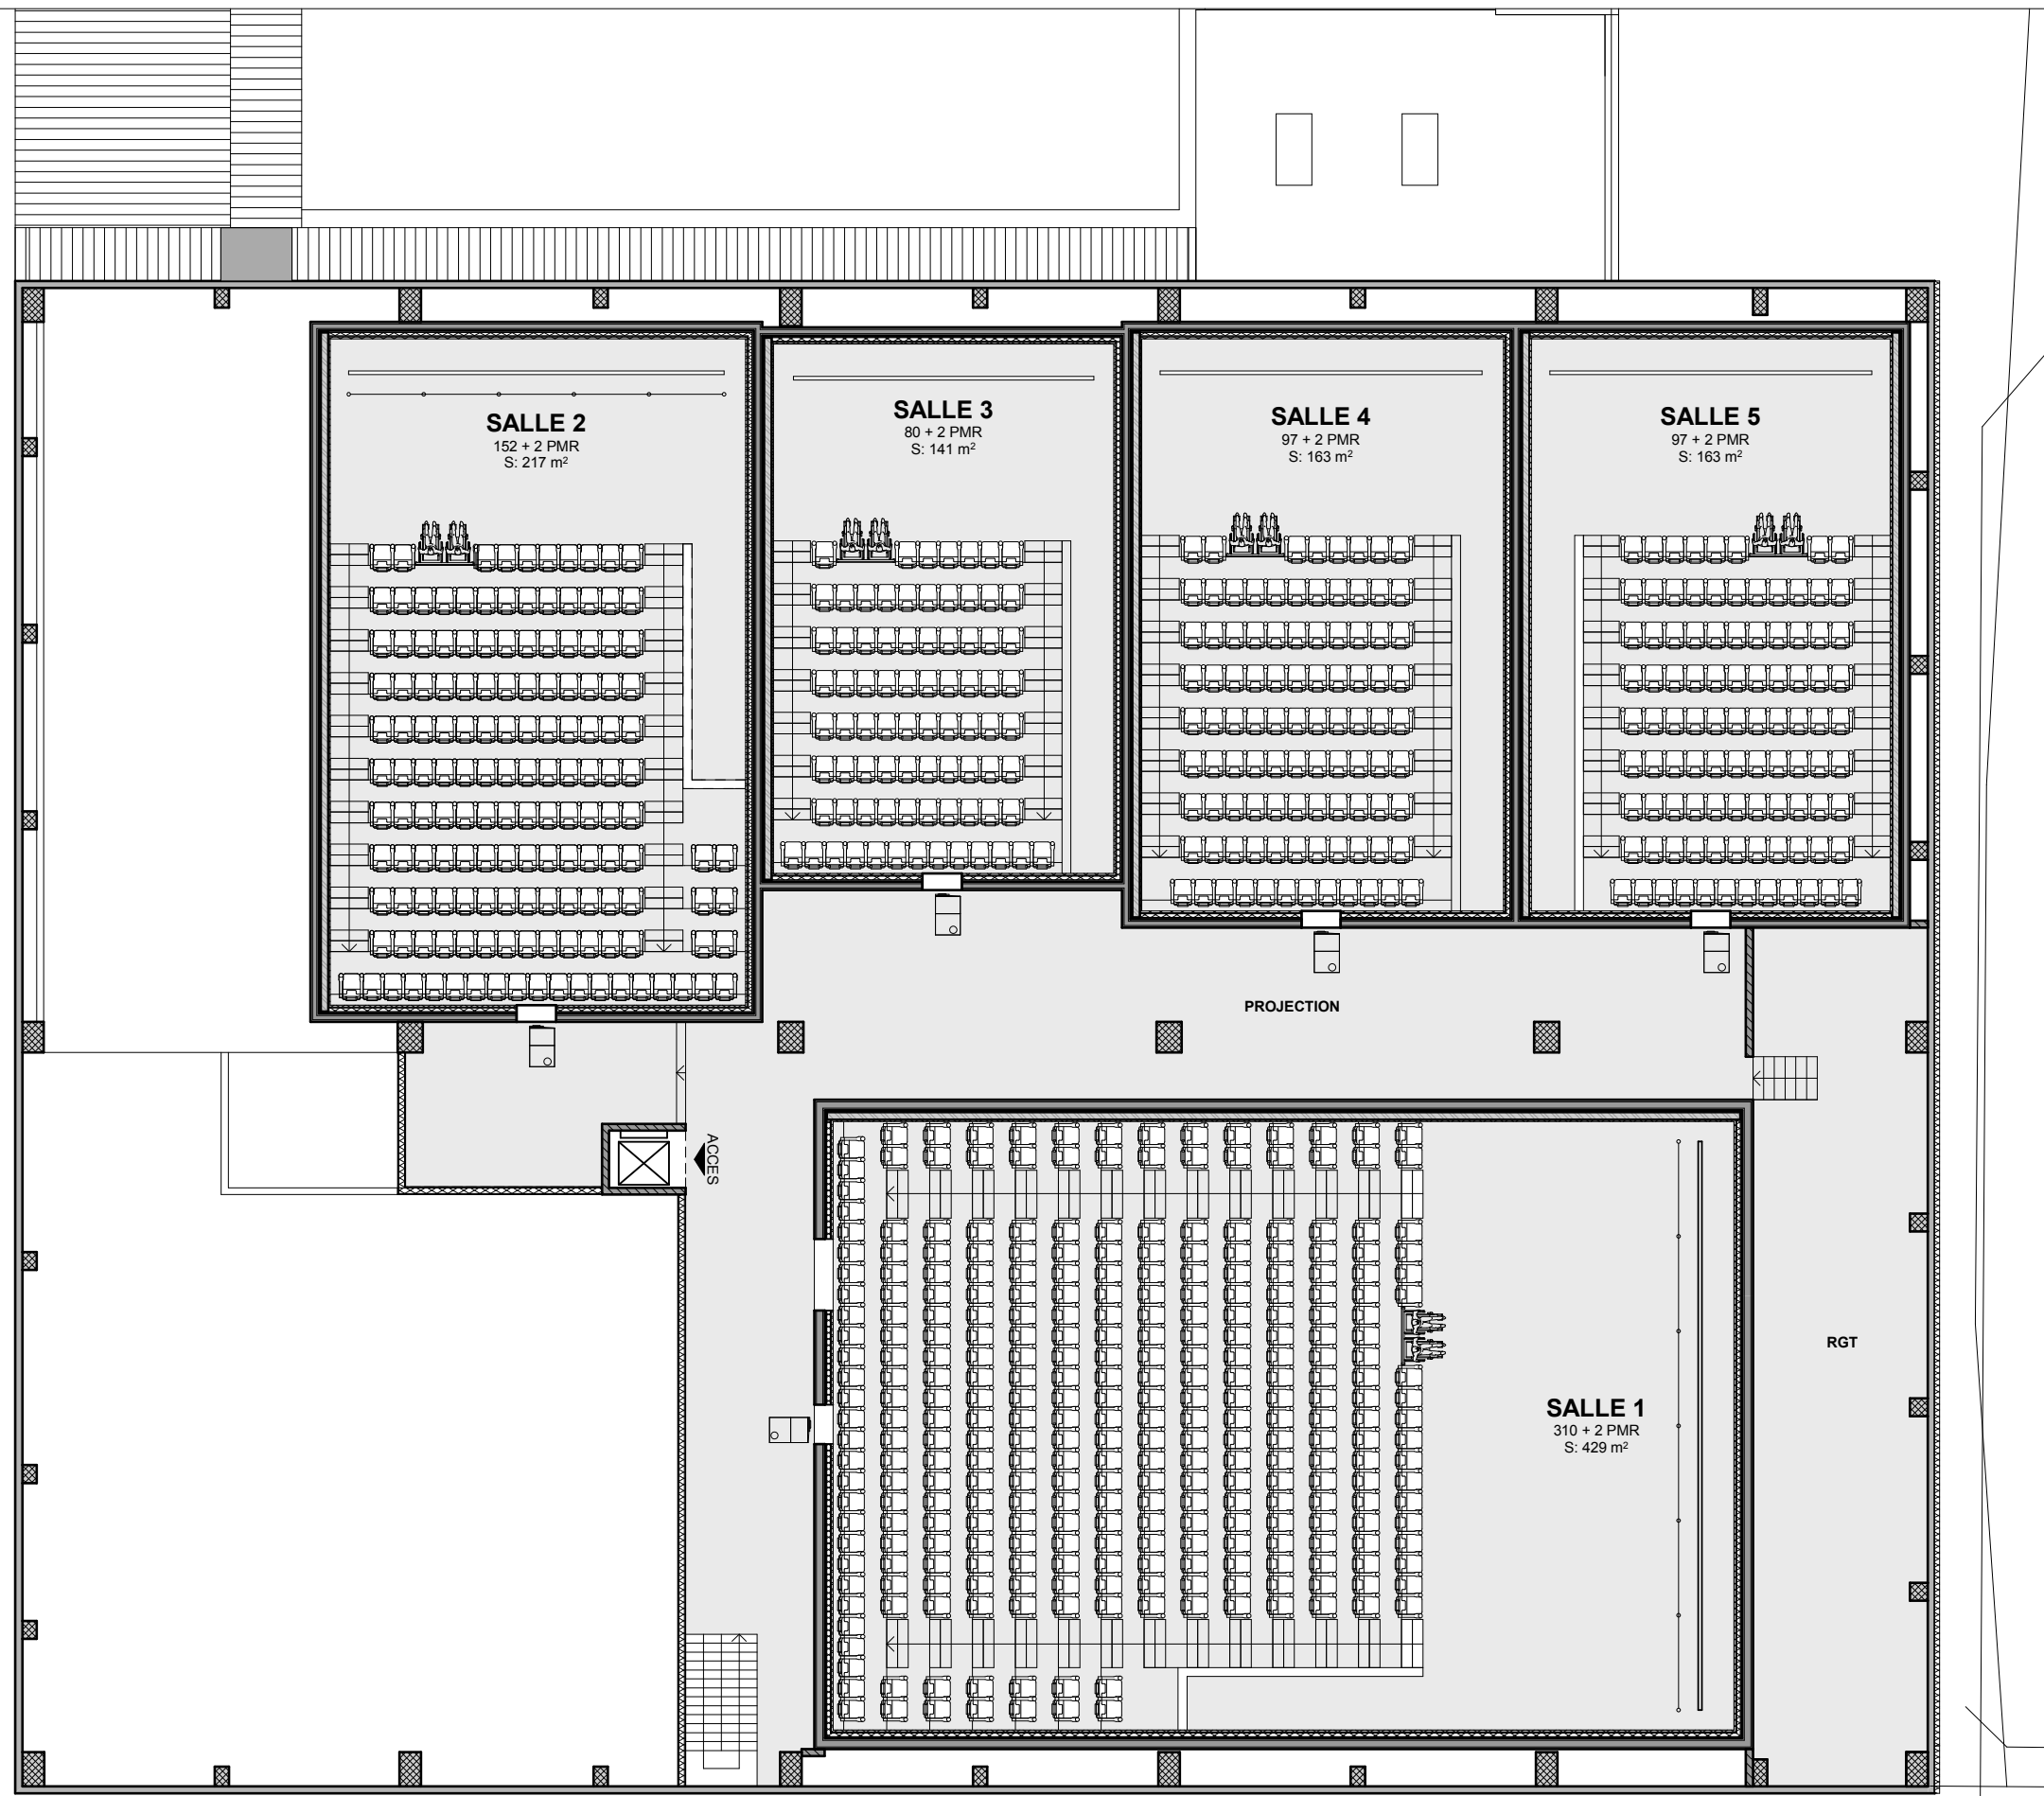 SALLE 2
152 + 2 PMR
S: 217 m²
SALLE 3
80 + 2 PMR
S: 141 m²
SALLE 4
97 + 2 PMR
S: 163 m²
SALLE 5
97 + 2 PMR
S: 163 m²
PROJECTION
ACCES
RGT
SALLE 1
310 + 2 PMR
S: 429 m²